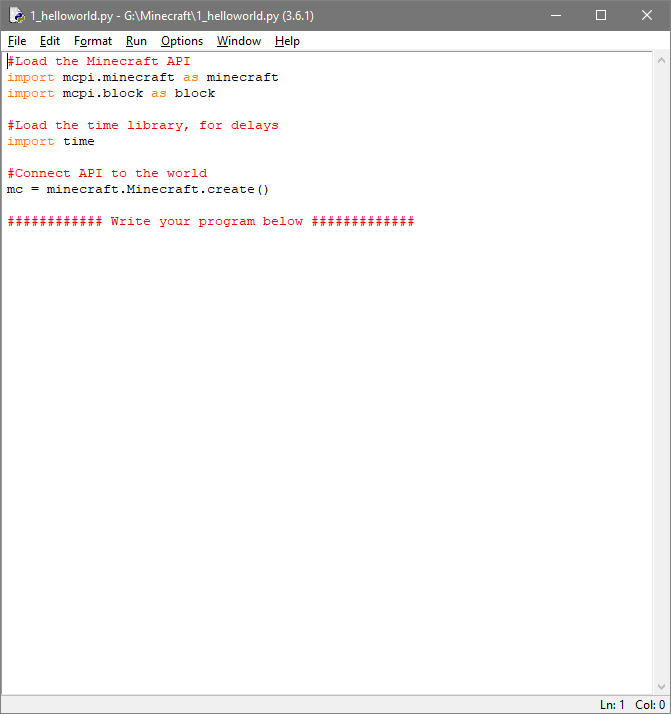 1_helloworld.py - G:\Minecraft\1_helloworld.py (3.6.1)
File Edit Format Run Options Window Help
#Load the Minecraft API
import mcpi.minecraft as minecraft
import mcpi.block as block
#Load the time library, for delays
import time
#Connect API to the world
mc = minecraft.Minecraft.create()
############ Write your program below #############
Ln: 1 Col: 0